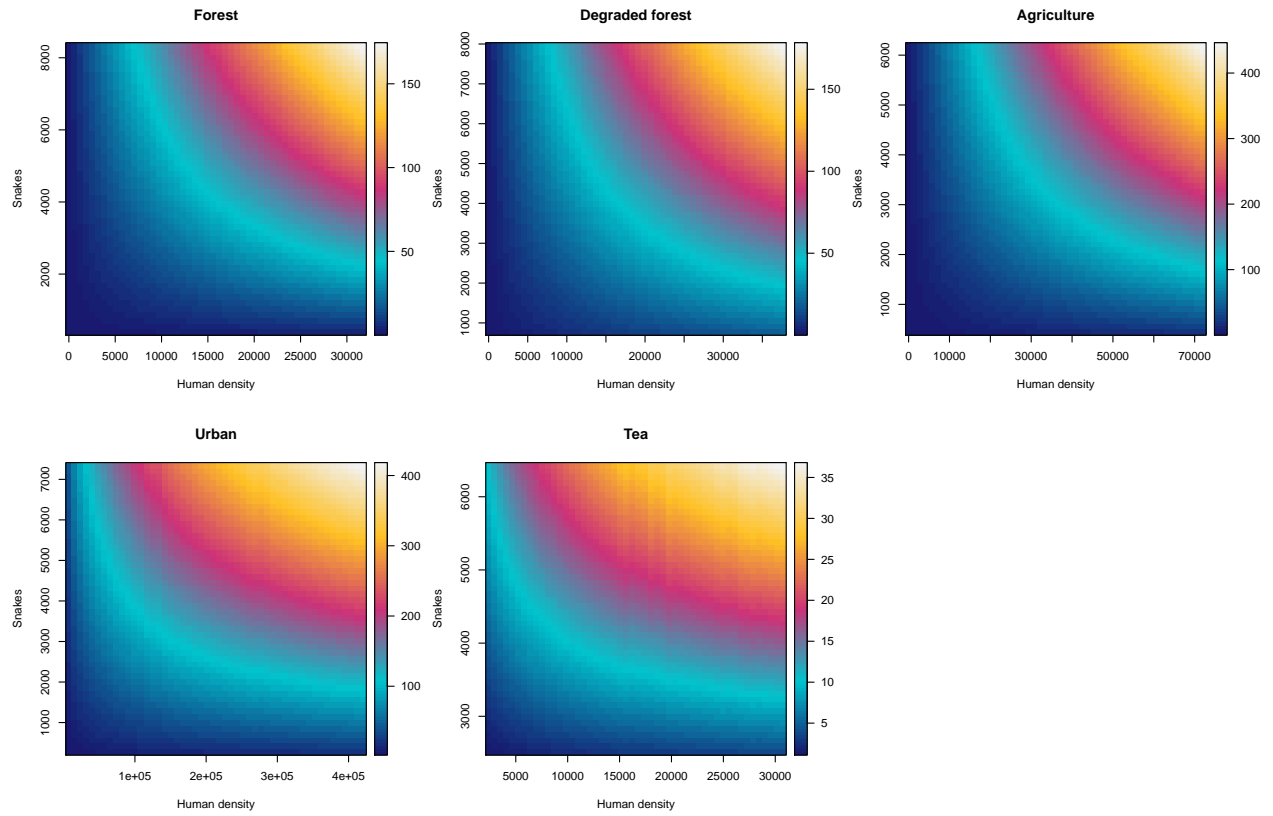 Forest
Snakes
8000
6000
4000
2000
0 5000 10000 15000 20000 25000 30000
Human density
150
100
50
Degraded forest
Snakes
8000
7000
6000
5000
4000
3000
2000
1000
0 5000 10000 20000 30000
Human density
150
100
50
Agriculture
Snakes
6000
5000
4000
3000
2000
1000
0 10000 30000 50000 70000
Human density
400
300
200
100
Urban
Snakes
7000
6000
5000
4000
3000
2000
1000
1e+05 2e+05 3e+05 4e+05
Human density
400
300
200
100
Tea
Snakes
6000
5000
4000
3000
5000 10000 15000 20000 25000 30000
Human density
35
30
25
20
15
10
5